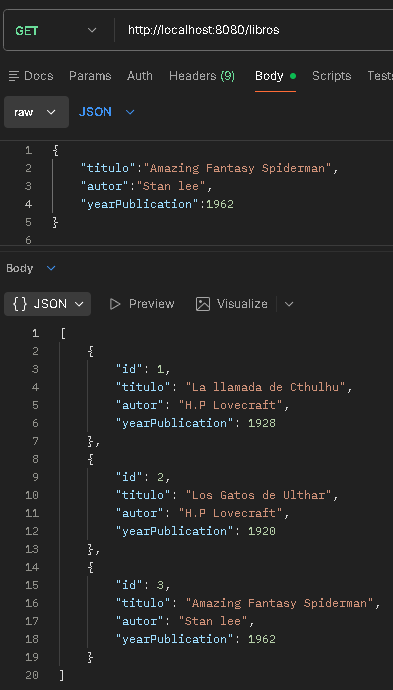 GET http://localhost:8080/libros
Docs Params Auth Headers (9) Body Scripts Tests
raw JSON
1 {
2 "titulo":"Amazing Fantasy Spiderman",
3 "autor":"Stan lee",
4 "yearPublication":1962
5 }
6
Body
{} JSON Preview Visualize
1 [
2 {
3 "id": 1,
4 "titulo": "La llamada de Cthulhu",
5 "autor": "H.P Lovecraft",
6 "yearPublication": 1928
7 },
8 {
9 "id": 2,
10 "titulo": "Los Gatos de Ulthar",
11 "autor": "H.P Lovecraft",
12 "yearPublication": 1920
13 },
14 {
15 "id": 3,
16 "titulo": "Amazing Fantasy Spiderman",
17 "autor": "Stan lee",
18 "yearPublication": 1962
19 }
20 ]